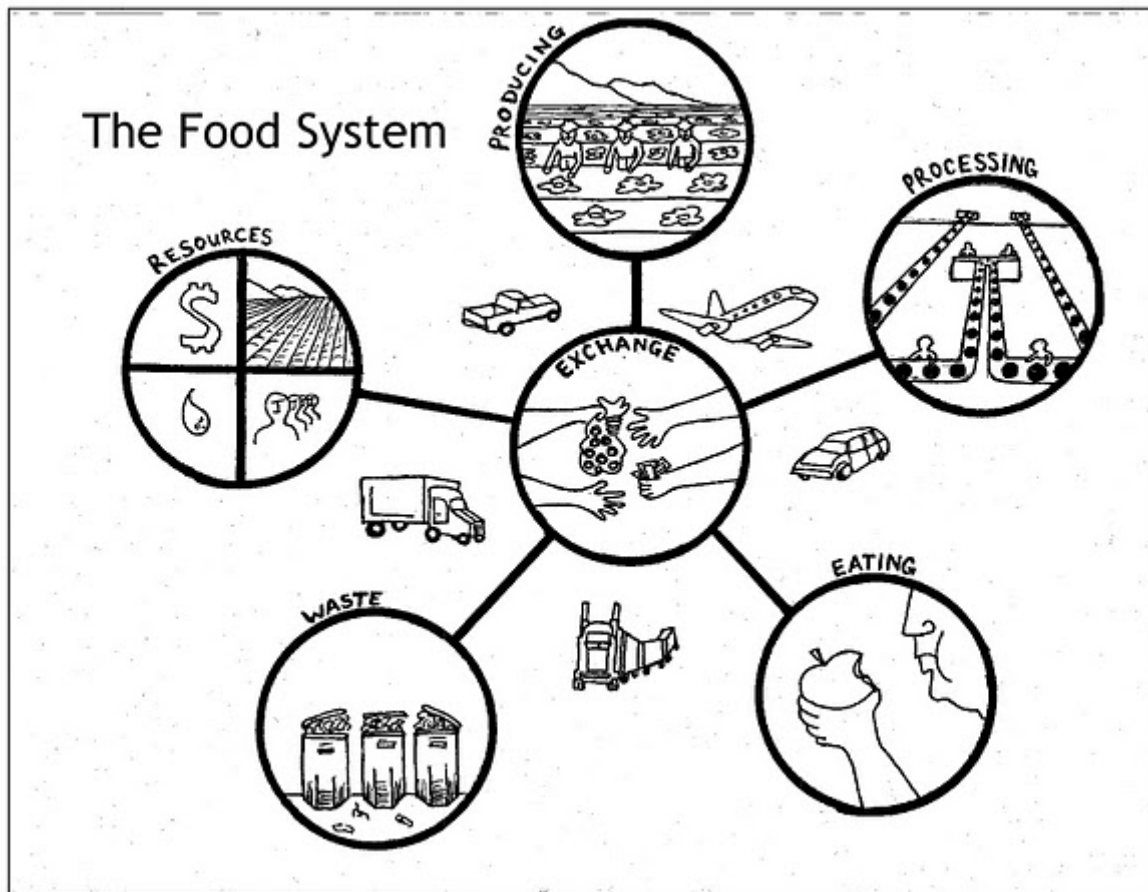 The Food System
PRODUCING
PROCESSING
RESOURCES
$
EXCHANGE
EATING
WASTE